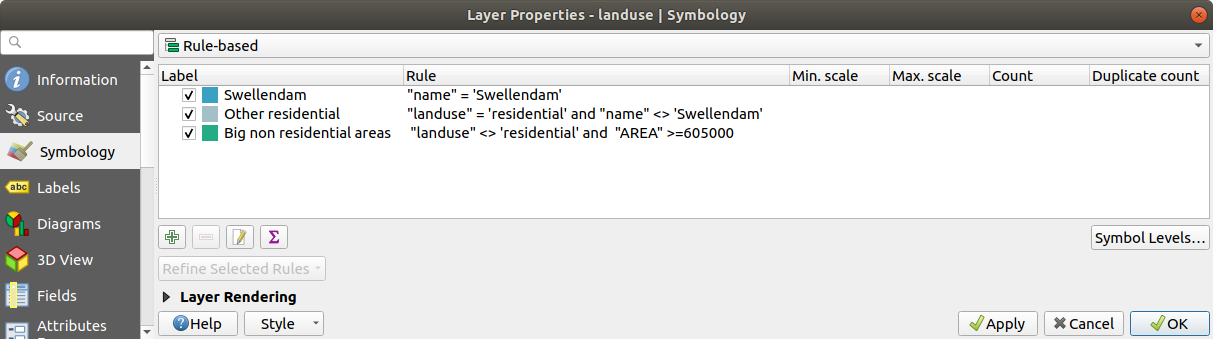 Layer Properties - landuse | Symbology
Rule-based
Information
Source
Symbology
Labels
Diagrams
3D View
Fields
Attributes
Label Rule Min. scale Max. scale Count Duplicate count
Swellendam "name" = 'Swellendam'
Other residential "landuse" = 'residential' and "name" <> 'Swellendam'
Big non residential areas "landuse" <> 'residential' and "AREA" >=605000
Symbol Levels...
Refine Selected Rules
Layer Rendering
Help Style Apply Cancel OK
abc